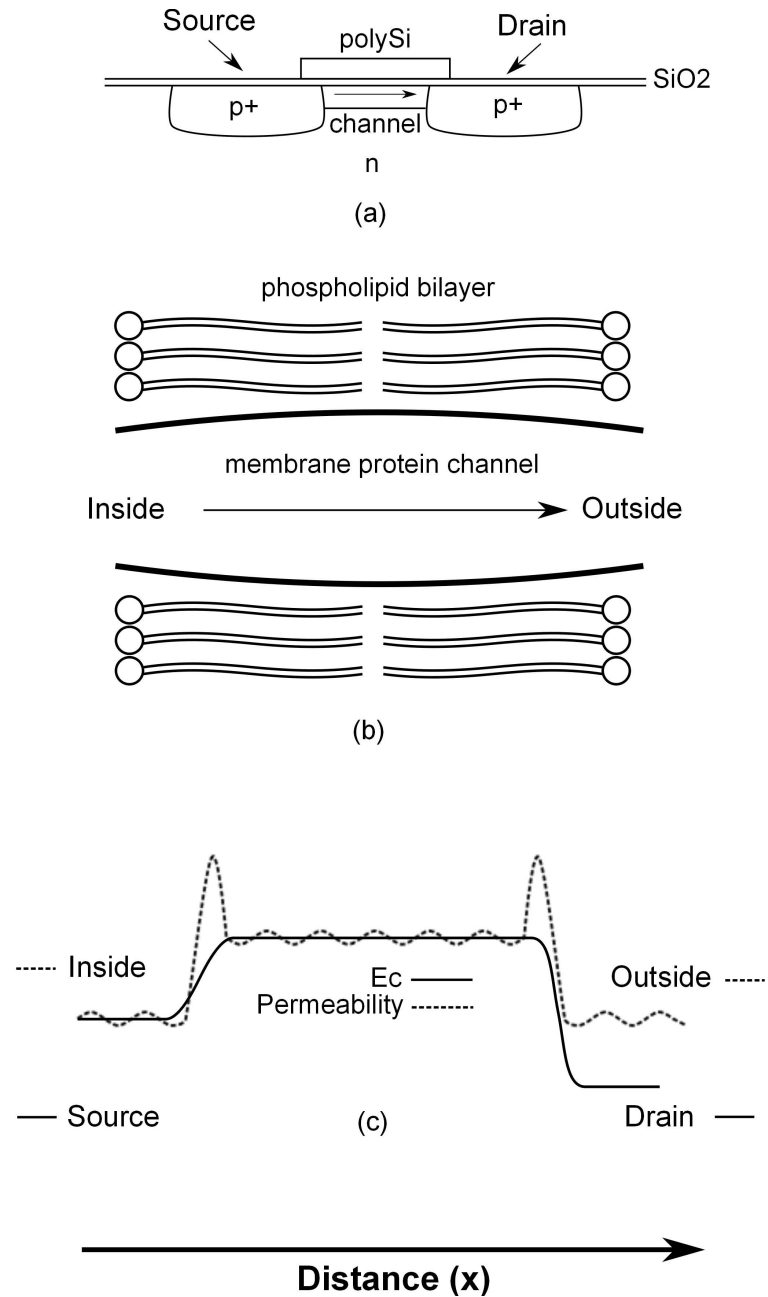 Source
Drain
polySi
SiO2
p+
p+
channel
n
(a)
phospholipid bilayer
membrane protein channel
Inside
Outside
(b)
Inside
Ec
Outside
Permeability
Source
(c)
Drain
Distance (x)